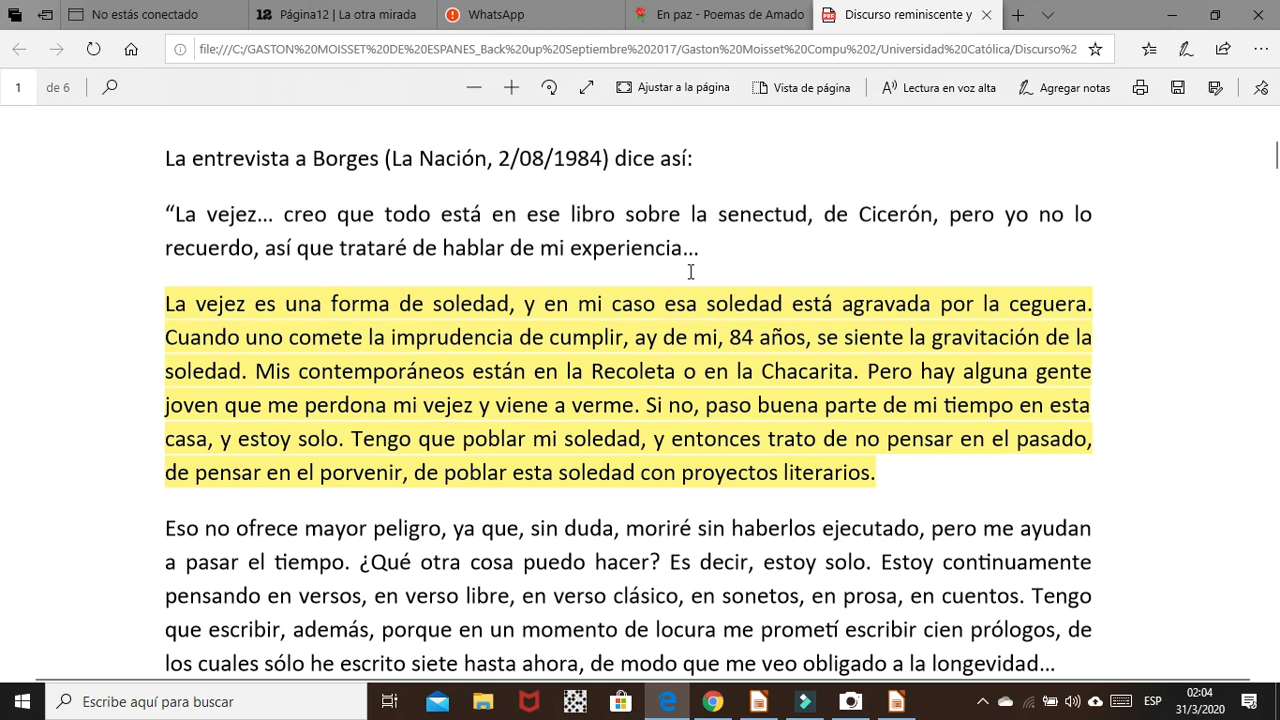 No estás conectado
12 Página12 | La otra mirada
WhatsApp
En paz - Poemas de Amado
Discurso reminiscente y
file:///C:/GASTON%20MOISSET%20DE%20ESPANES_Back%20up%20Septiembre%202017/Gaston%20Moisset%20Compu%202/Universidad%20Católica/Discurso%2
1 de 6
Ajustar a la página
Vista de página
Lectura en voz alta
Agregar notas
La entrevista a Borges (La Nación, 2/08/1984) dice así:
“La vejez… creo que todo está en ese libro sobre la senectud, de Cicerón, pero yo no lo
recuerdo, así que trataré de hablar de mi experiencia…
La vejez es una forma de soledad, y en mi caso esa soledad está agravada por la ceguera.
Cuando uno comete la imprudencia de cumplir, ay de mi, 84 años, se siente la gravitación de la
soledad. Mis contemporáneos están en la Recoleta o en la Chacarita. Pero hay alguna gente
joven que me perdona mi vejez y viene a verme. Si no, paso buena parte de mi tiempo en esta
casa, y estoy solo. Tengo que poblar mi soledad, y entonces trato de no pensar en el pasado,
de pensar en el porvenir, de poblar esta soledad con proyectos literarios.
Eso no ofrece mayor peligro, ya que, sin duda, moriré sin haberlos ejecutado, pero me ayudan
a pasar el tiempo. ¿Qué otra cosa puedo hacer? Es decir, estoy solo. Estoy continuamente
pensando en versos, en verso libre, en verso clásico, en sonetos, en prosa, en cuentos. Tengo
que escribir, además, porque en un momento de locura me prometí escribir cien prólogos, de
los cuales sólo he escrito siete hasta ahora, de modo que me veo obligado a la longevidad…
Escribe aquí para buscar
ESP
02:04
31/3/2020